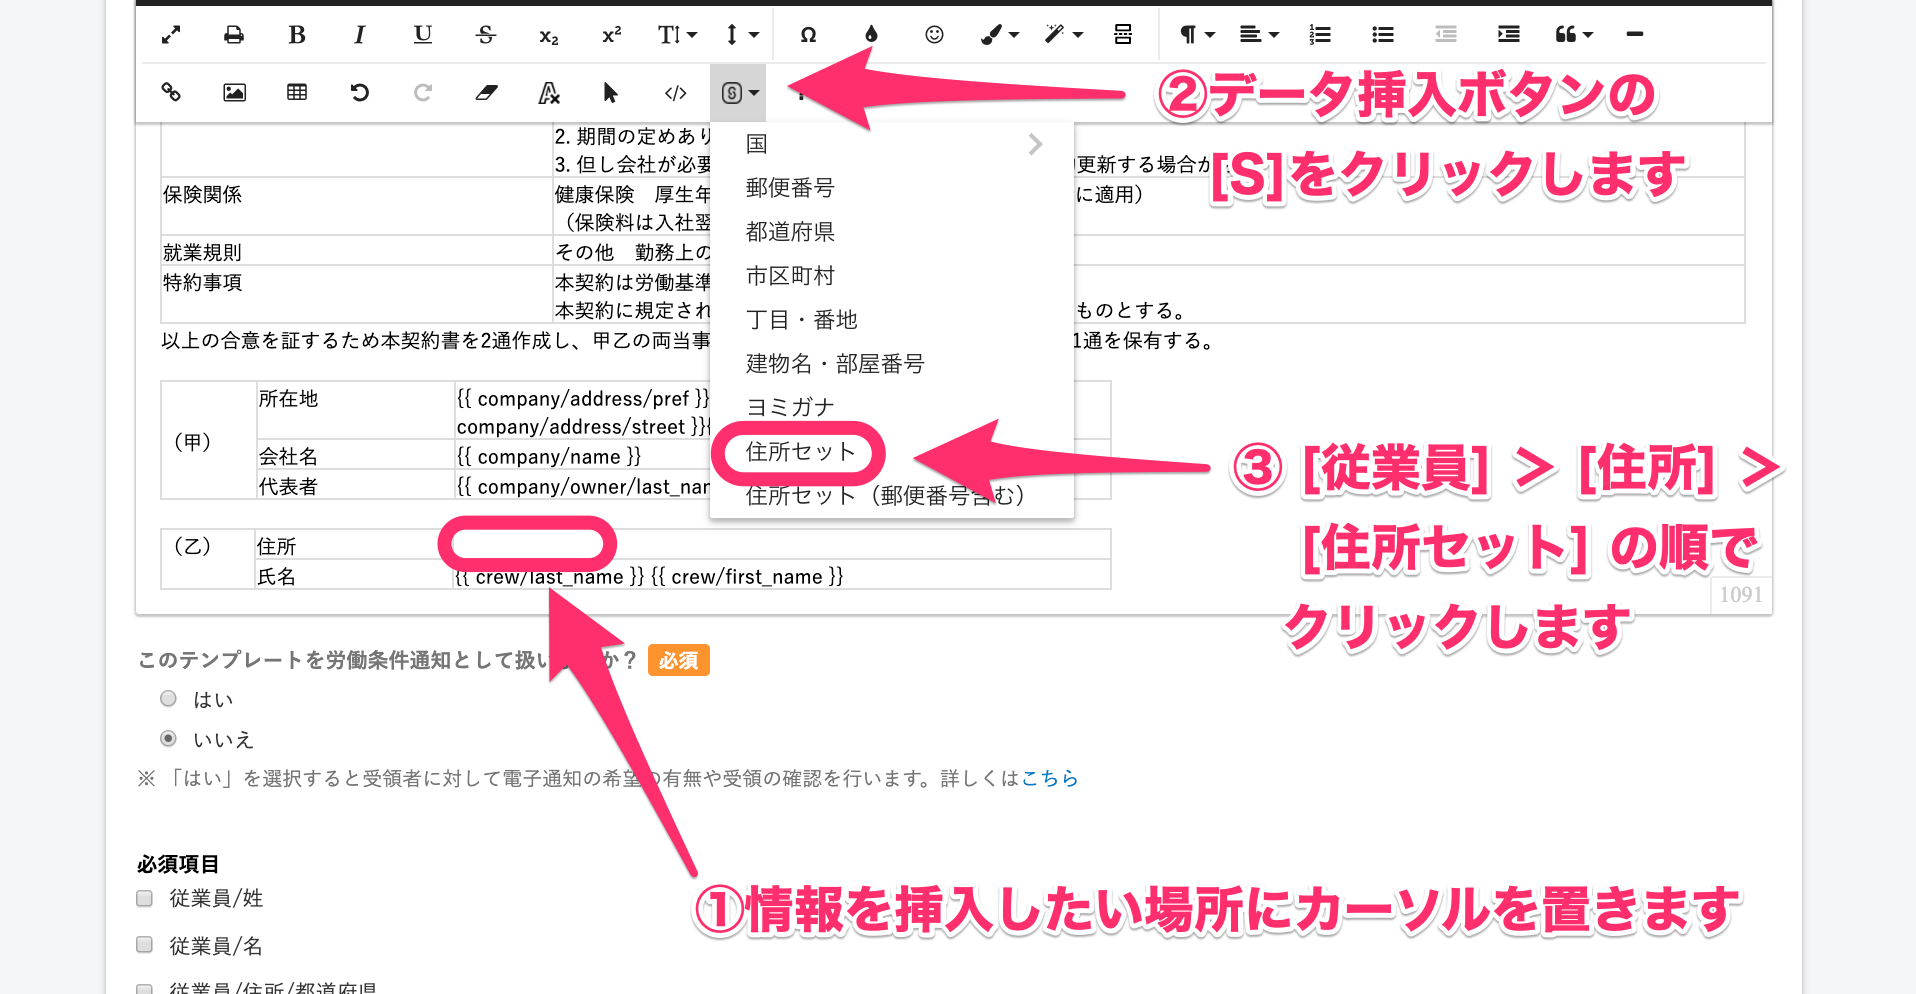 B I U S x₂ x² T Ω ¶
</> S
②データ挿入ボタンの
[S]をクリックします
2. 期間の定めあり
3. 但し会社が必要
更新する場合が
保険関係
健康保険　厚生年
に適用）
（保険料は入社翌
就業規則
その他　勤務上の
特約事項
本契約は労働基準
本契約に規定され
ものとする。
以上の合意を証するため本契約書を2通作成し、甲乙の両当事
1通を保有する。
国
郵便番号
都道府県
市区町村
丁目・番地
建物名・部屋番号
ヨミガナ
住所セット
住所セット（郵便番号含む）
（甲）
所在地
{{ company/address/pref }}
company/address/street }}{
会社名
{{ company/name }}
代表者
{{ company/owner/last_nam
③ [従業員] ＞ [住所] ＞
[住所セット] の順で
クリックします
（乙）
住所
氏名
{{ crew/last_name }} {{ crew/first_name }}
1091
このテンプレートを労働条件通知として扱い
か？ 必須
はい
いいえ
※ 「はい」を選択すると受領者に対して電子通知の希望の有無や受領の確認を行います。詳しくはこちら
必須項目
従業員/姓
①情報を挿入したい場所にカーソルを置きます
従業員/名
従業員/住所/都道府県